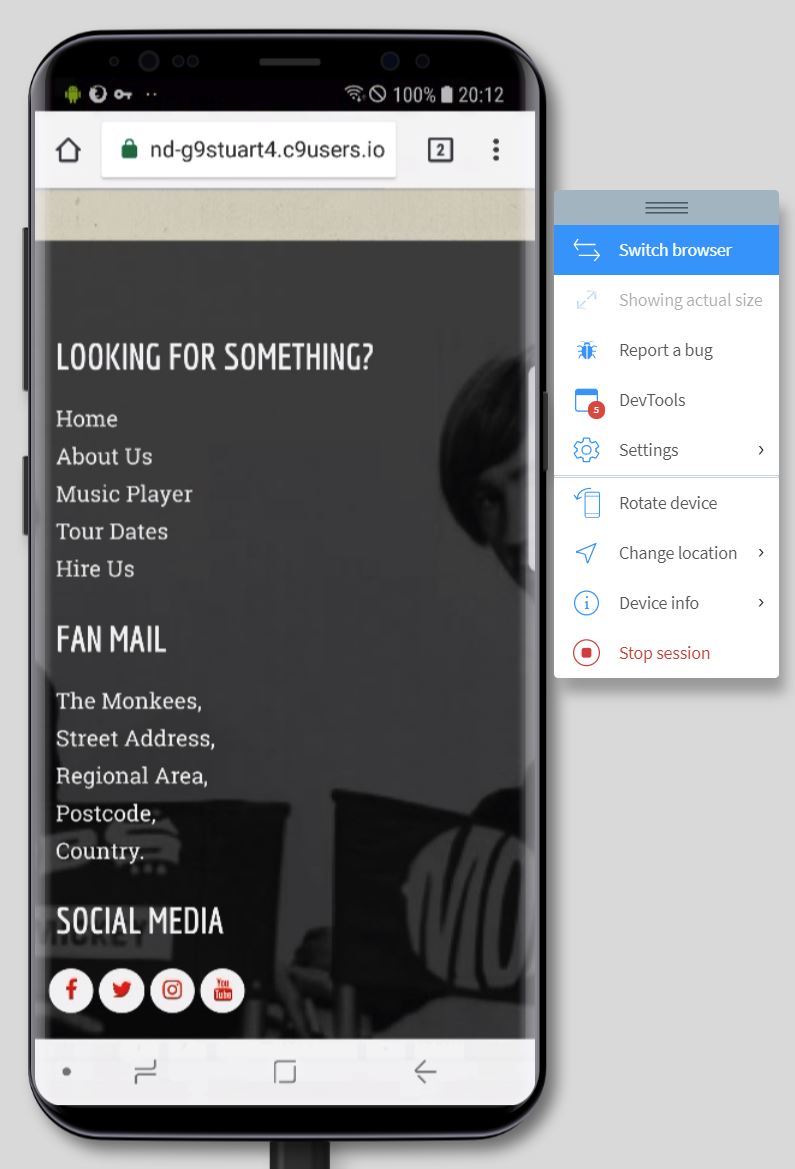 100% 20:12
nd-g9stuart4.c9users.io
2
LOOKING FOR SOMETHING?
Home
About Us
Music Player
Tour Dates
Hire Us
FAN MAIL
The Monkees,
Street Address,
Regional Area,
Postcode,
Country.
SOCIAL MEDIA
You
Tube
Switch browser
Showing actual size
Report a bug
5
DevTools
Settings
Rotate device
Change location
Device info
Stop session